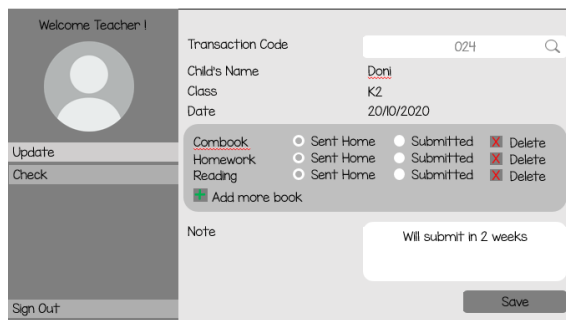 Welcome Teacher !
Update
Check
Sign Out
Transaction Code 024
Child's Name Doni
Class K2
Date 20/10/2020
Combook Sent Home Submitted X Delete
Homework Sent Home Submitted X Delete
Reading Sent Home Submitted X Delete
+ Add more book
Note Will submit in 2 weeks
Save